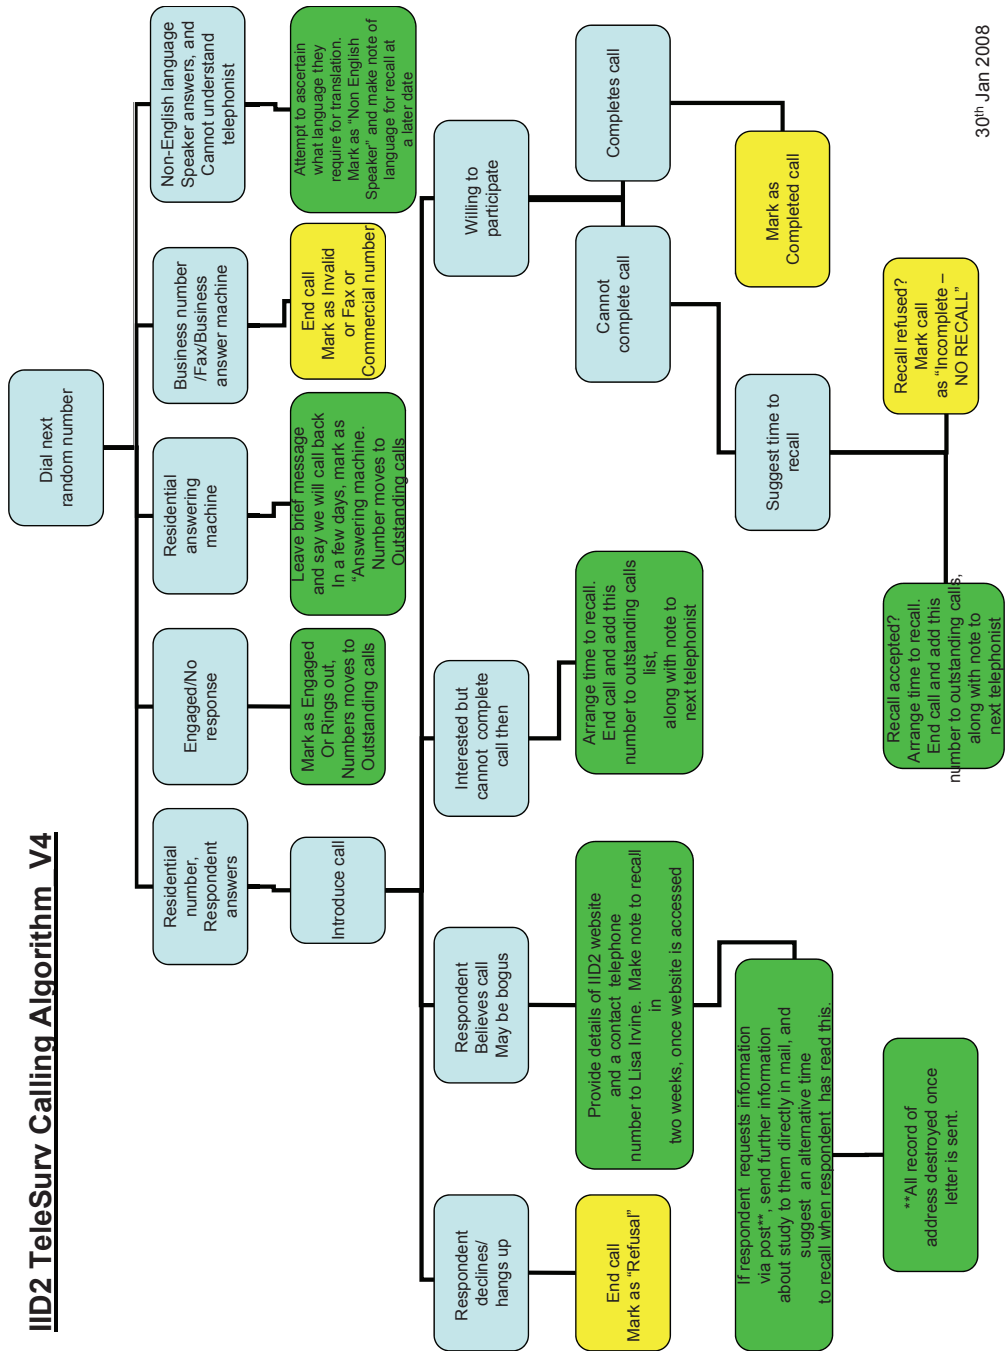 IID2 TeleSurv Calling Algorithm_V4
Dial next
random number
Residential
number,
Respondent
answers
Engaged/No
response
Residential
answering
machine
Business number
/Fax/Business
answer machine
Non-English language
Speaker answers, and
Cannot understand
telephonist
Introduce call
Mark as Engaged
Or Rings out,
Numbers moves to
Outstanding calls
Leave brief message
and say we will call back
In a few days, mark as
“Answering machine.
Number moves to
Outstanding calls
End call
Mark as Invalid
or Fax or
Commercial number
Attempt to ascertain
what language they
require for translation.
Mark as “Non English
Speaker” and make note of
language for recall at
a later date
Respondent
declines/
hangs up
Respondent
Believes call
May be bogus
Interested but
cannot complete
call then
Willing to
participate
End call
Mark as “Refusal”
Provide details of IID2 website
and a contact telephone
number to Lisa Irvine. Make note to recall
in
two weeks, once website is accessed
Arrange time to recall.
End call and add this
number to outstanding calls
list,
along with note to
next telephonist
Cannot
complete call
Completes call
If respondent requests information
via post**, send further information
about study to them directly in mail, and
suggest an alternative time
to recall when respondent has read this.
Suggest time to
recall
Mark as
Completed call
**All record of
address destroyed once
letter is sent.
Recall accepted?
Arrange time to recall.
End call and add this
number to outstanding calls,
along with note to
next telephonist
Recall refused?
Mark call
as “Incomplete –
NO RECALL”
30th Jan 2008